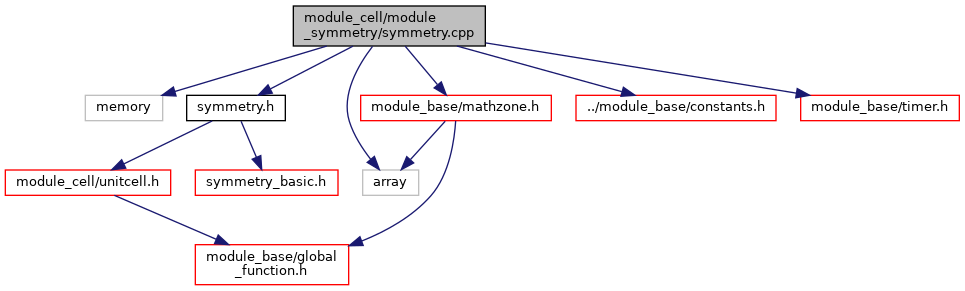 module_cell/module
_symmetry/symmetry.cpp
memory
symmetry.h
module_base/mathzone.h
../module_base/constants.h
module_base/timer.h
module_cell/unitcell.h
symmetry_basic.h
array
module_base/global
_function.h